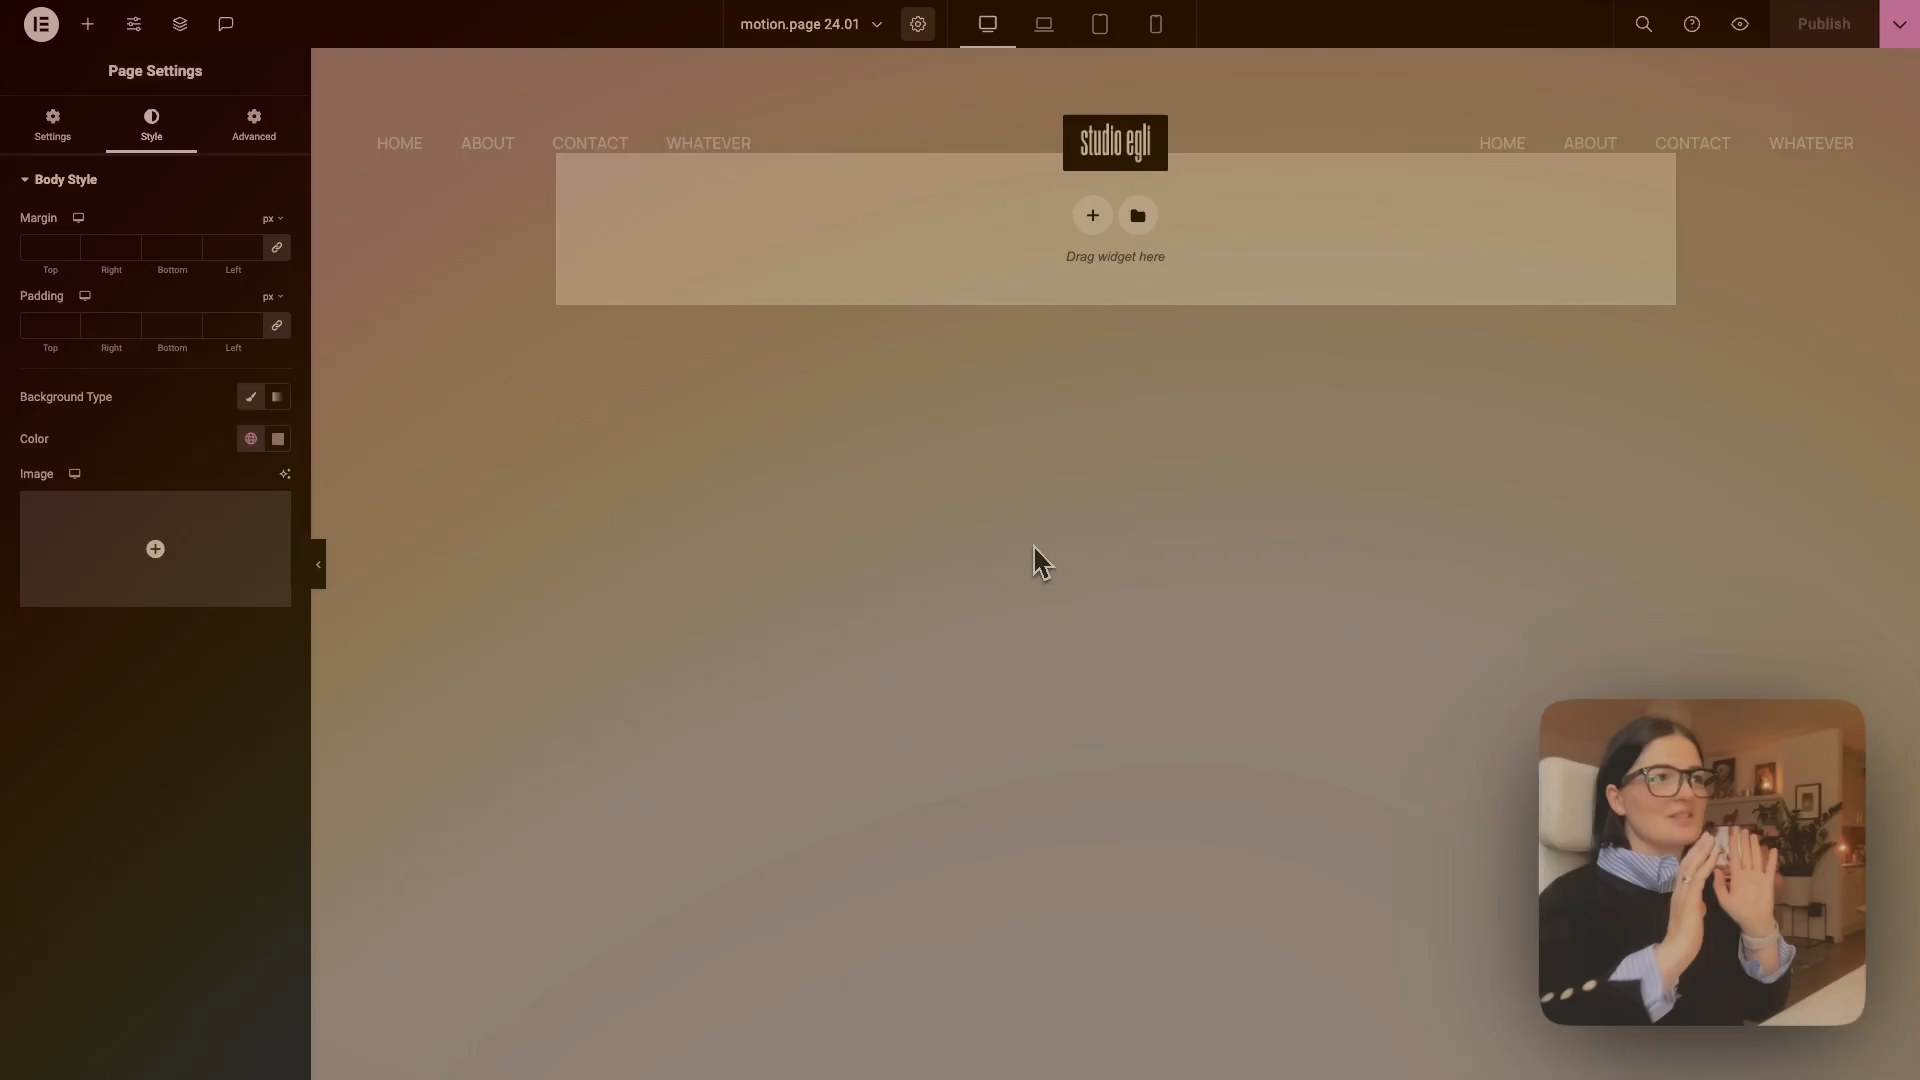 motion.page 24.01
Publish
Page Settings
Settings
Style
Advanced
Body Style
Margin
px
Top
Right
Bottom
Left
Padding
px
Top
Right
Bottom
Left
Background Type
Color
Image
HOME
ABOUT
CONTACT
WHATEVER
studio egli
HOME
ABOUT
CONTACT
WHATEVER
Drag widget here